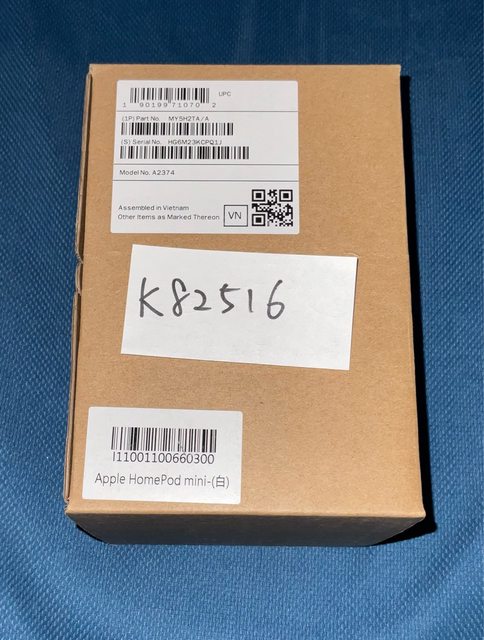 UPC
1 90199 71070 2
(1P) Part No. MY5H2TA/A
(S) Serial No. HG6M23KCPQ1J
Model No. A2374
Assembled in Vietnam
Other Items as Marked Thereon
VN
K82516
I11001100660300
Apple HomePod mini-(白)